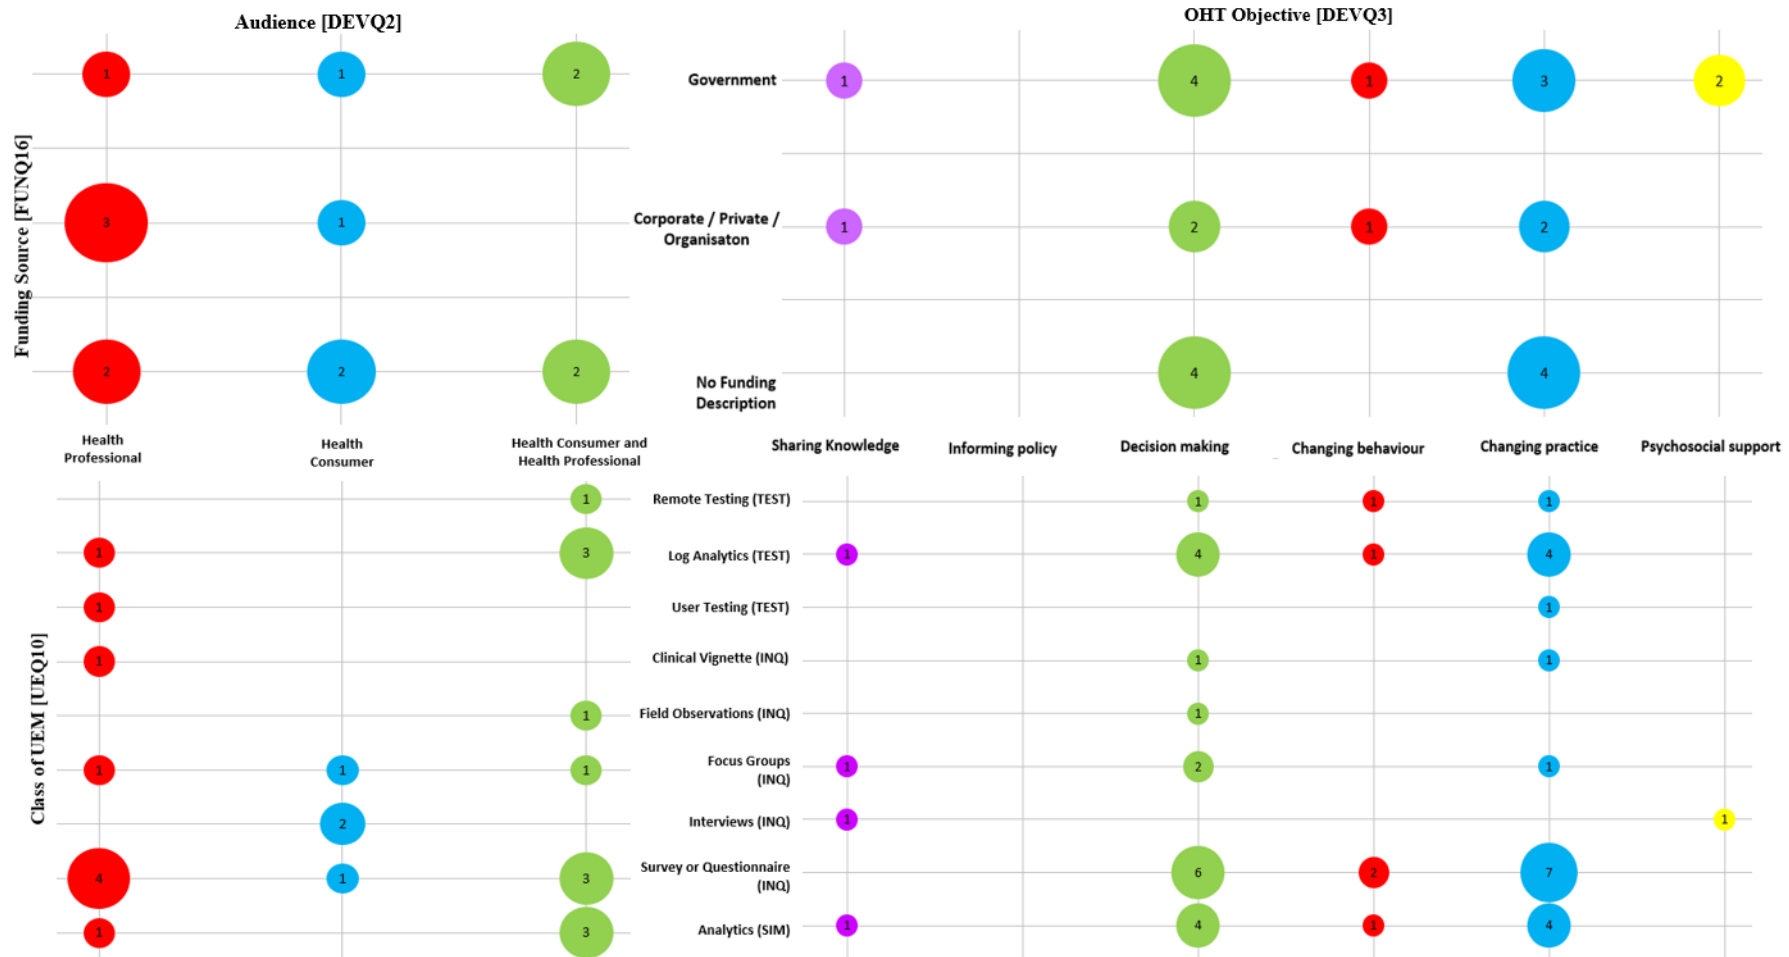 Audience [DEVQ2]
OHT Objective [DEVQ3]
Funding Source [FUNQ16]
1
1
2
Government
1
4
1
3
2
3
1
Corporate / Private /
Organisaton
1
2
1
2
2
2
2
No Funding
Description
4
4
Health
Professional
Health
Consumer
Health Consumer and
Health Professional
Sharing Knowledge
Informing policy
Decision making
Changing behaviour
Changing practice
Psychosocial support
Class of UEM [UEQ10]
1
Remote Testing (TEST)
1
1
1
1
3
Log Analytics (TEST)
1
4
1
4
1
User Testing (TEST)
1
1
Clinical Vignette (INQ)
1
1
1
Field Observations (INQ)
1
1
1
1
Focus Groups
(INQ)
1
2
1
2
Interviews (INQ)
1
1
4
1
3
Survey or Questionnaire
(INQ)
6
2
7
1
3
Analytics (SIM)
1
4
1
4